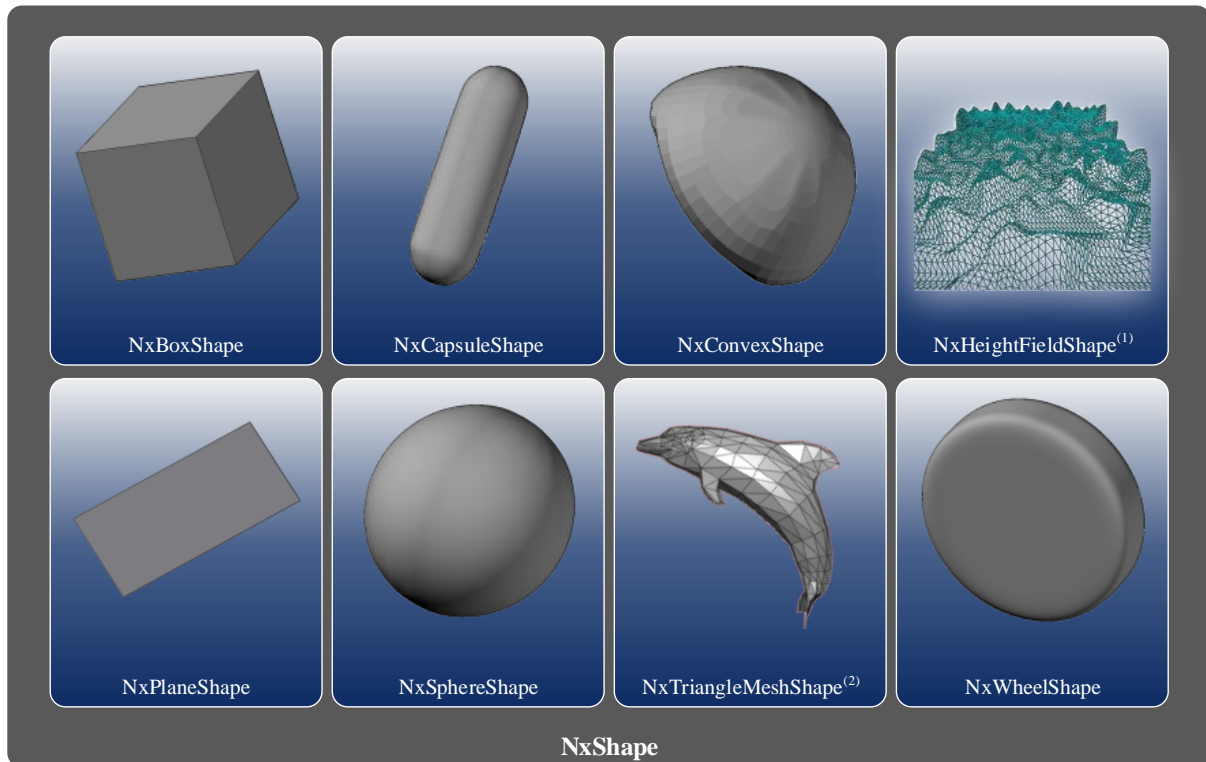 NxBoxShape
NxCapsuleShape
NxConvexShape
NxHeightFieldShape(1)
NxPlaneShape
NxSphereShape
NxTriangleMeshShape(2)
NxWheelShape
NxShape